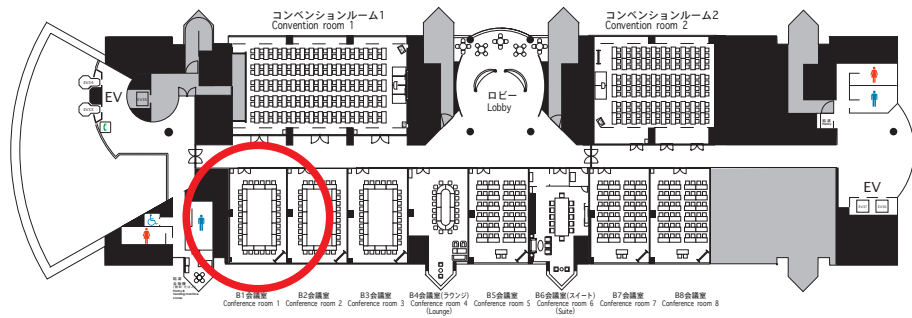 コンベンションルーム1
Convention room 1
コンベンションルーム2
Convention room 2
ロビー
Lobby
EV
EV
B1会議室
Conference room 1
B2会議室
Conference room 2
B3会議室
Conference room 3
B4会議室(ラウンジ)
Conference room 4
(Lounge)
B5会議室
Conference room 5
B6会議室(スイート)
Conference room 6
(Suite)
B7会議室
Conference room 7
B8会議室
Conference room 8